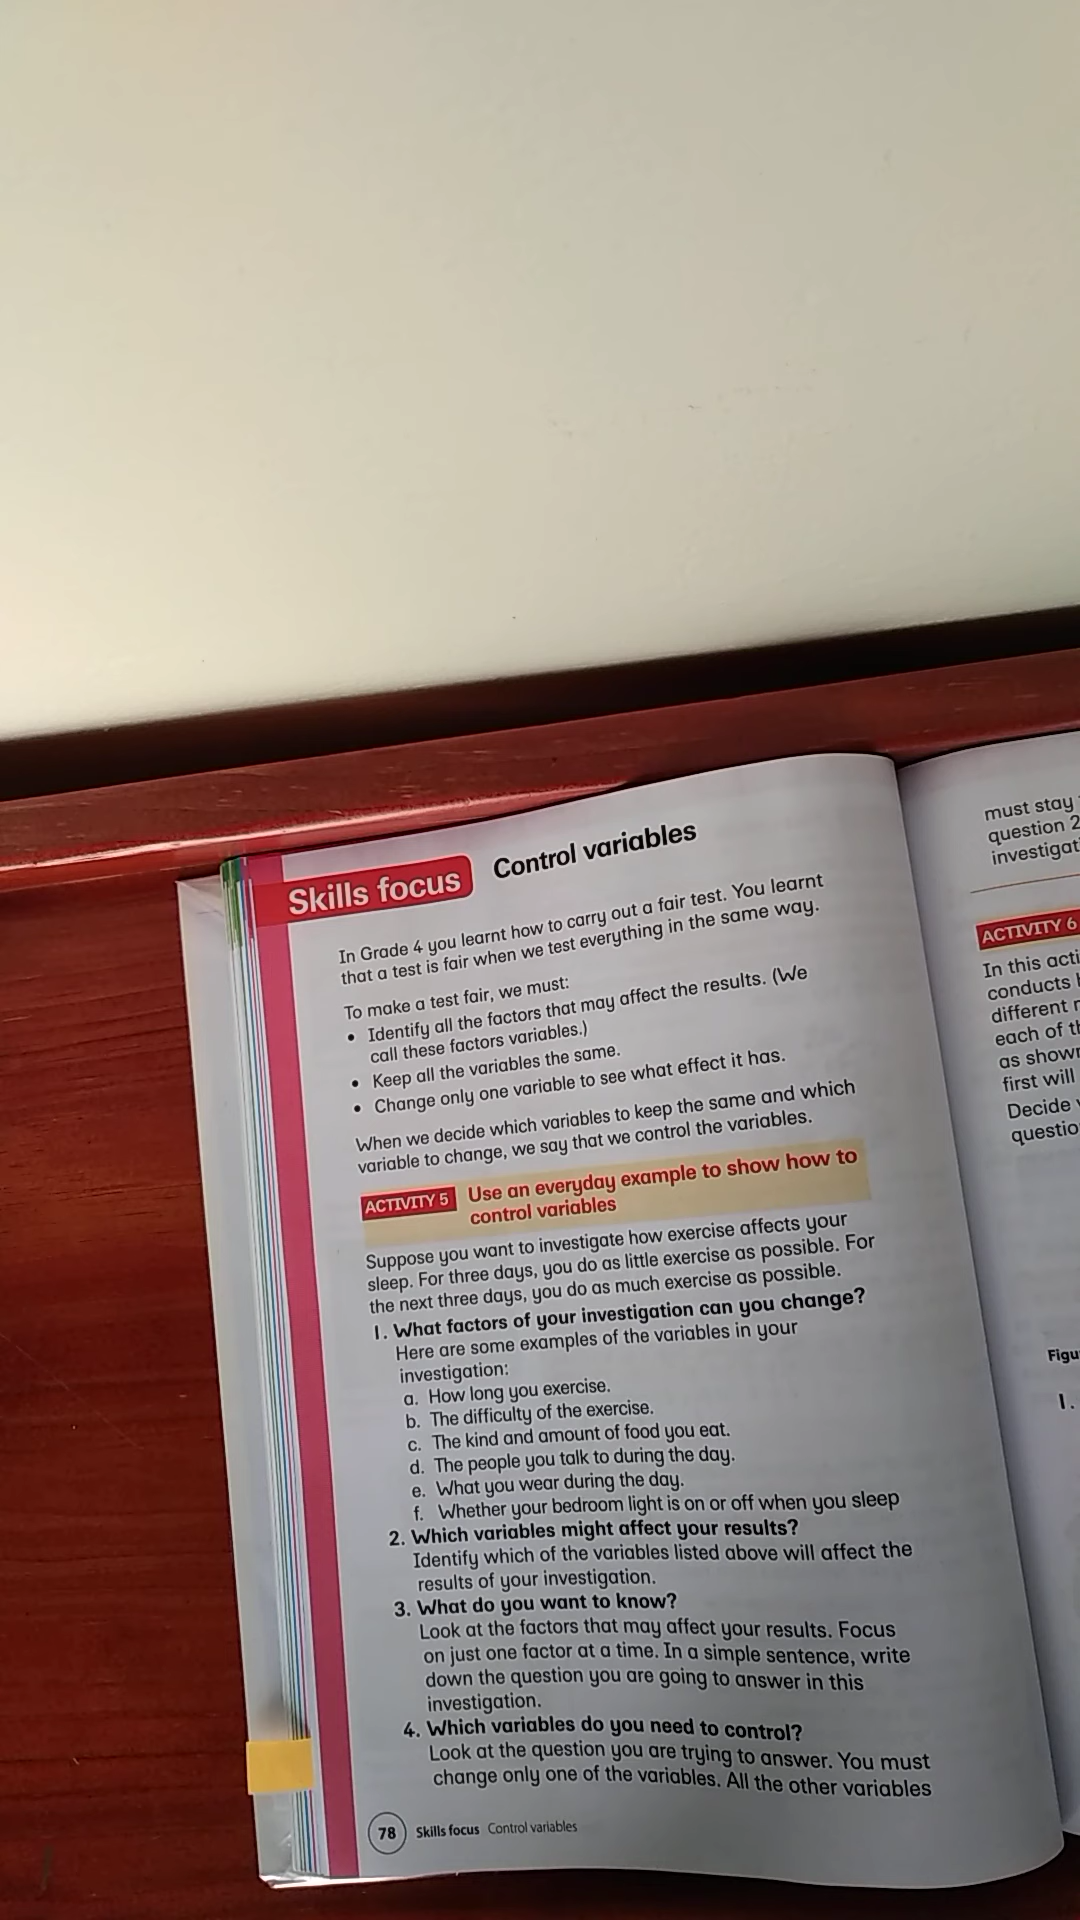 Skills focus Control variables
In Grade 4 you learnt how to carry out a fair test. You learnt
that a test is fair when we test everything in the same way.
To make a test fair, we must:
• Identify all the factors that may affect the results. (We
call these factors variables.)
• Keep all the variables the same.
• Change only one variable to see what effect it has.
When we decide which variables to keep the same and which
variable to change, we say that we control the variables.
ACTIVITY 5 Use an everyday example to show how to
control variables
Suppose you want to investigate how exercise affects your
sleep. For three days, you do as little exercise as possible. For
the next three days, you do as much exercise as possible.
1. What factors of your investigation can you change?
Here are some examples of the variables in your
investigation:
a. How long you exercise.
b. The difficulty of the exercise.
c. The kind and amount of food you eat.
d. The people you talk to during the day.
e. What you wear during the day.
f. Whether your bedroom light is on or off when you sleep
2. Which variables might affect your results?
Identify which of the variables listed above will affect the
results of your investigation.
3. What do you want to know?
Look at the factors that may affect your results. Focus
on just one factor at a time. In a simple sentence, write
down the question you are going to answer in this
investigation.
4. Which variables do you need to control?
Look at the question you are trying to answer. You must
change only one of the variables. All the other variables
78 Skills focus Control variables
must stay
question 2
ACTIVITY 6
In this
conducts
different
each of
as
first will
Decide
1.